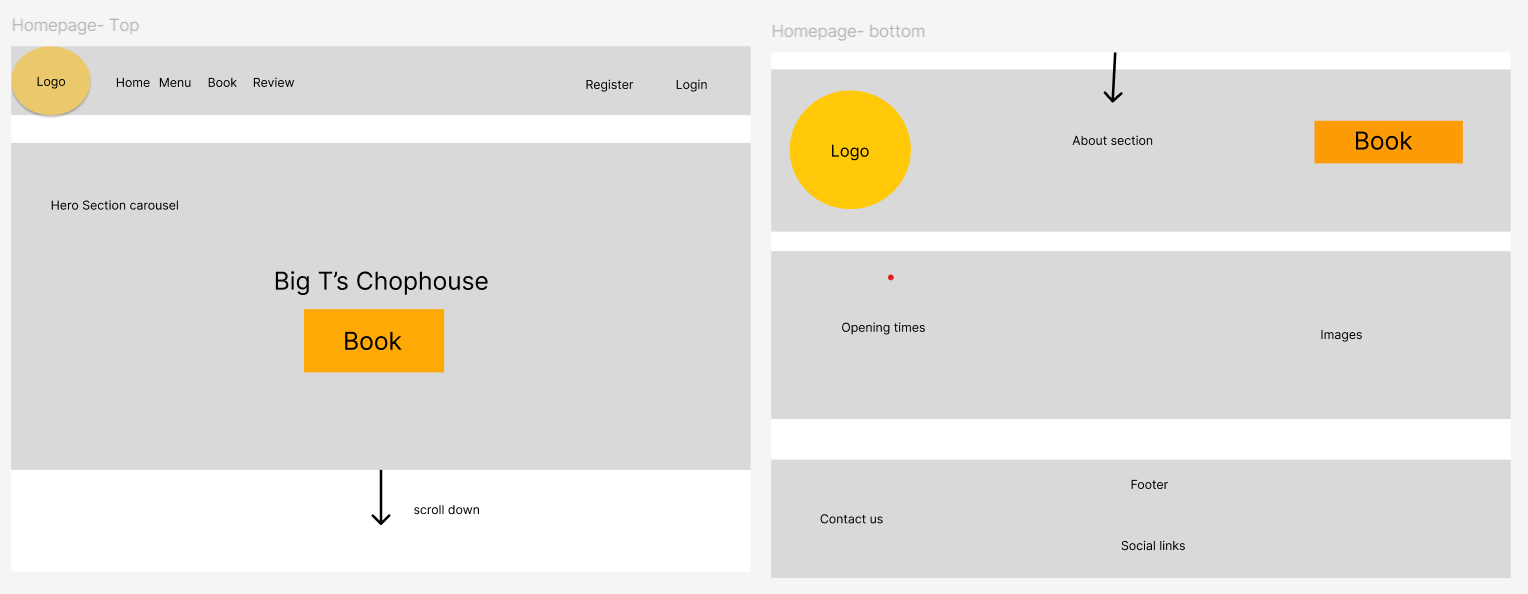 Homepage- Top
Logo
Home Menu Book Review
Register Login
Hero Section carousel
Big T’s Chophouse
Book
scroll down
Homepage- bottom
Logo
About section
Book
Opening times
Images
Footer
Contact us
Social links